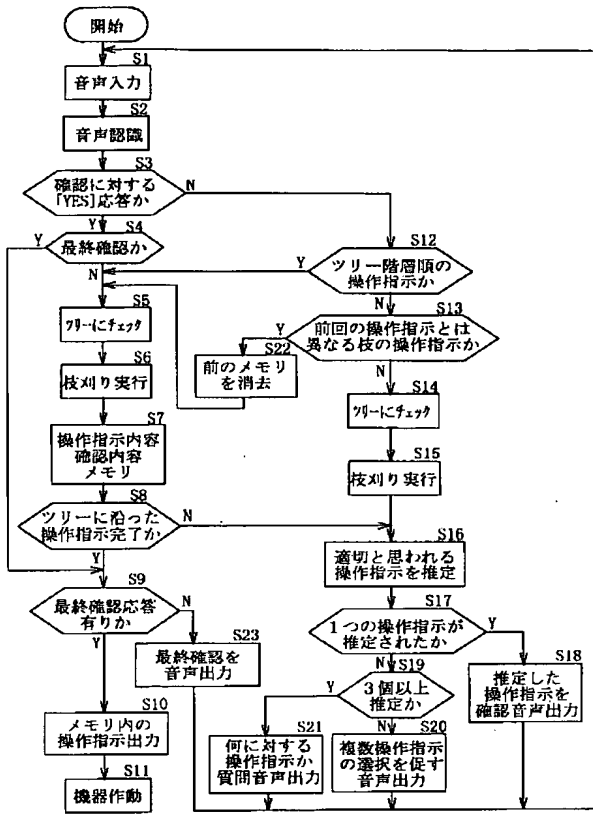 開始
S1
音声入力
S2
音声認識
S3
確認に対する
「YES」応答か
N
Y
S4
Y
最終確認か
N
S12
ツリー階層順の
操作指示か
Y
N
S5
ツリーにチェック
S13
前回の操作指示とは
異なる枝の操作指示か
Y
S22
前のメモリ
を消去
N
S6
枝刈り実行
S14
ツリーにチェック
S7
操作指示内容
確認内容
メモリ
S15
枝刈り実行
S8
ツリーに沿った
操作指示完了か
N
Y
S16
適切と思われる
操作指示を推定
S9
最終確認応答
有りか
N
Y
S17
1つの操作指示が
推定されたか
Y
N
S23
最終確認を
音声出力
S19
3個以上
推定か
Y
N
S18
推定した
操作指示を
確認音声出力
S10
メモリ内の
操作指示出力
S21
何に対する
操作指示か
質問音声出力
S20
複数操作指示
の選択を促す
音声出力
S11
機器作動